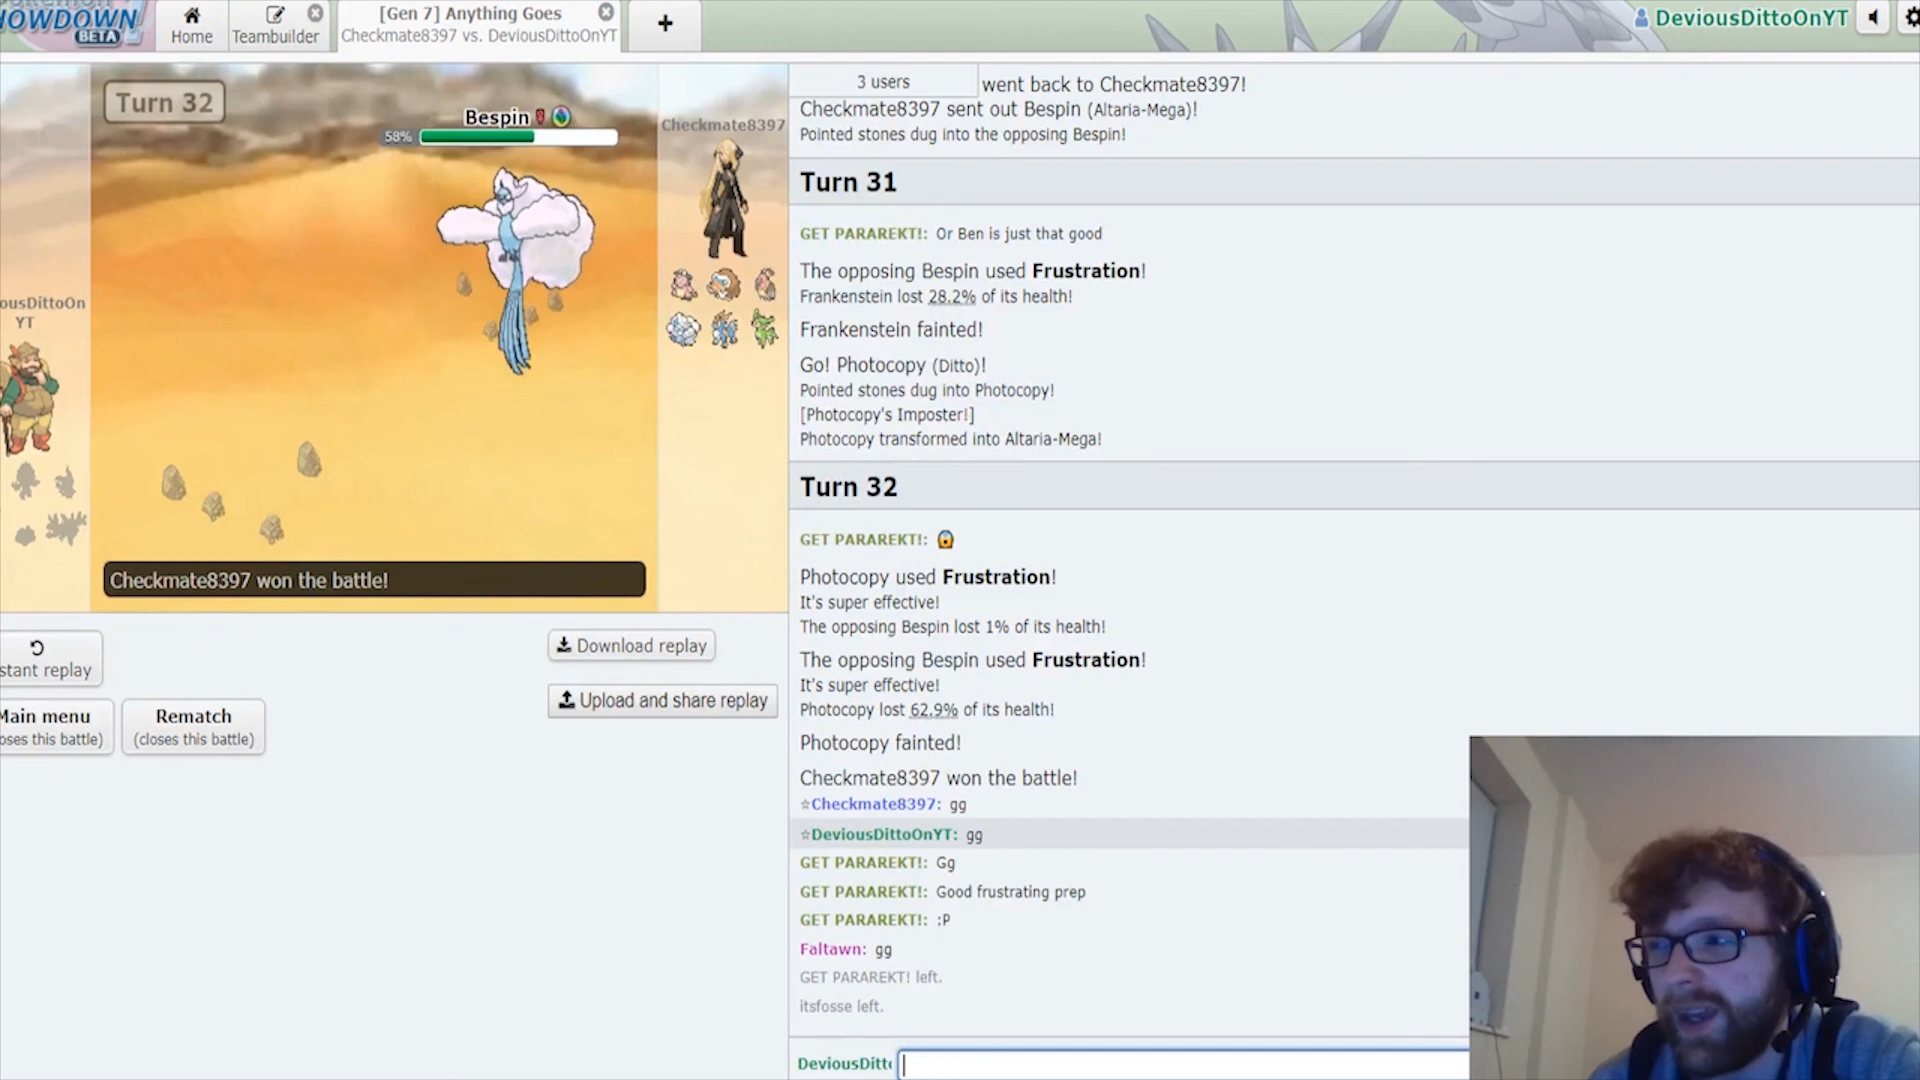 HOWDOWN
BETA
Home
Teambuilder
[Gen 7] Anything Goes
Checkmate8397 vs. DeviousDittoOnYT
+
DeviousDittoOnYT
Turn 32
Bespin
58%
Checkmate8397
ousDittoOn
YT
Checkmate8397 won the battle!
stant replay
Download replay
Upload and share replay
Main menu
oses this battle)
Rematch
(closes this battle)
3 users
went back to Checkmate8397!
Checkmate8397 sent out Bespin (Altaria-Mega)!
Pointed stones dug into the opposing Bespin!
Turn 31
GET PARAREKT!: Or Ben is just that good
The opposing Bespin used Frustration!
Frankenstein lost 28.2% of its health!
Frankenstein fainted!
Go! Photocopy (Ditto)!
Pointed stones dug into Photocopy!
[Photocopy's Imposter!]
Photocopy transformed into Altaria-Mega!
Turn 32
GET PARAREKT!: 😱
Photocopy used Frustration!
It's super effective!
The opposing Bespin lost 1% of its health!
The opposing Bespin used Frustration!
It's super effective!
Photocopy lost 62.9% of its health!
Photocopy fainted!
Checkmate8397 won the battle!
☆Checkmate8397: gg
☆DeviousDittoOnYT: gg
GET PARAREKT!: Gg
GET PARAREKT!: Good frustrating prep
GET PARAREKT!: :P
Faltawn: gg
GET PARAREKT! left.
itsfosse left.
DeviousDitt